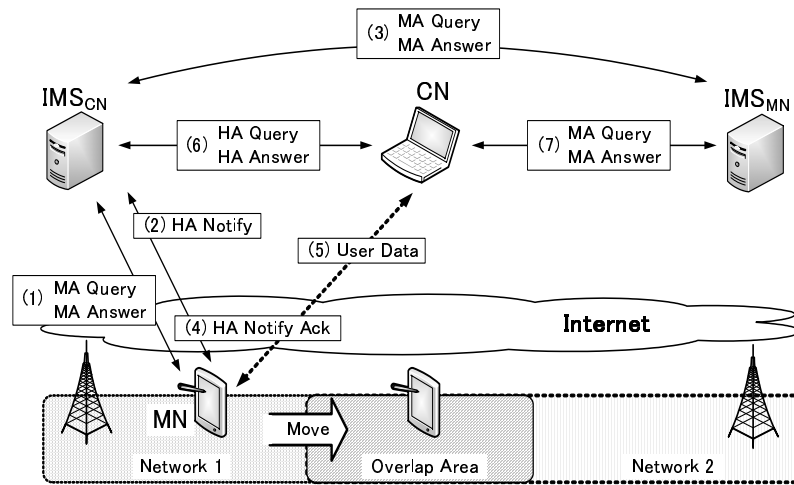 (3) MA Query
MA Answer
IMSCN
CN
IMSMN
(6) HA Query
HA Answer
(7) MA Query
MA Answer
(2) HA Notify
(5) User Data
(1) MA Query
MA Answer
(4) HA Notify Ack
Internet
MN
Move
Network 1
Overlap Area
Network 2